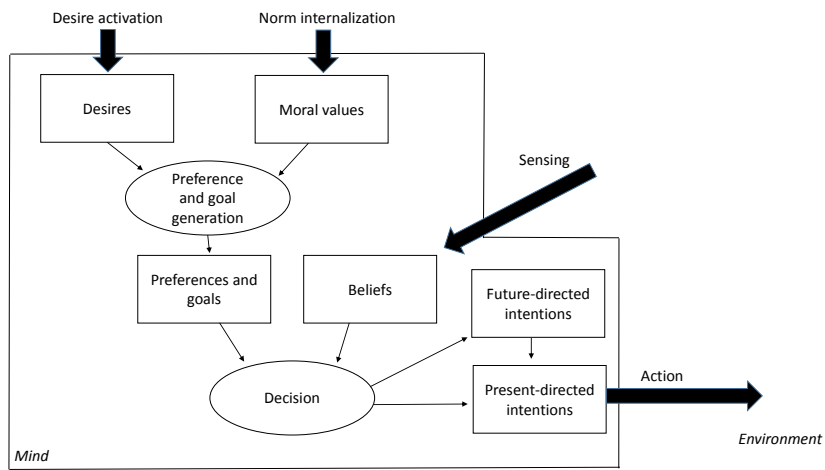 Desire activation
Norm internalization
Desires
Moral values
Sensing
Preference
and goal
generation
Preferences and
goals
Beliefs
Future-directed
intentions
Decision
Present-directed
intentions
Action
Environment
Mind